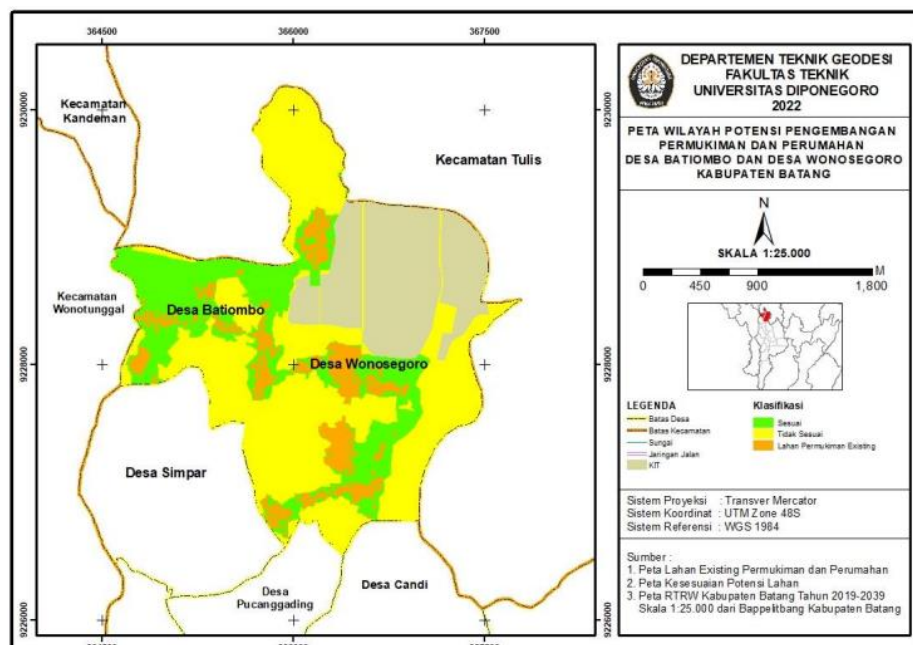 364500
366000
367500
9230000
9228000
9226000
9230000
9228000
9226000
Kecamatan
Kandeman
Kecamatan Tulis
Kecamatan
Wonotunggal
Desa Batiombo
Desa Wonosegoro
Desa Simpar
Desa
Pucanggading
Desa Candi
DEPARTEMEN TEKNIK GEODESI
FAKULTAS TEKNIK
UNIVERSITAS DIPONEGORO
2022
PETA WILAYAH POTENSI PENGEMBANGAN
PERMUKIMAN DAN PERUMAHAN
DESA BATIOMBO DAN DESA WONOSEGORO
KABUPATEN BATANG
N
SKALA 1:25.000
0 450 900 1,800
M
LEGENDA
Batas Desa
Batas Kecamatan
Sungai
Jaringan Jalan
KIT
Klasifikasi
Sesuai
Tidak Sesuai
Lahan Permukiman Existing
Sistem Proyeksi : Transver Mercator
Sistem Koordinat : UTM Zone 48S
Sistem Referensi : WGS 1984
Sumber :
1. Peta Lahan Existing Permukiman dan Perumahan
2. Peta Kesesuaian Potensi Lahan
3. Peta RTRW Kabupaten Batang Tahun 2019-2039
Skala 1:25.000 dari Bappelitbang Kabupaten Batang